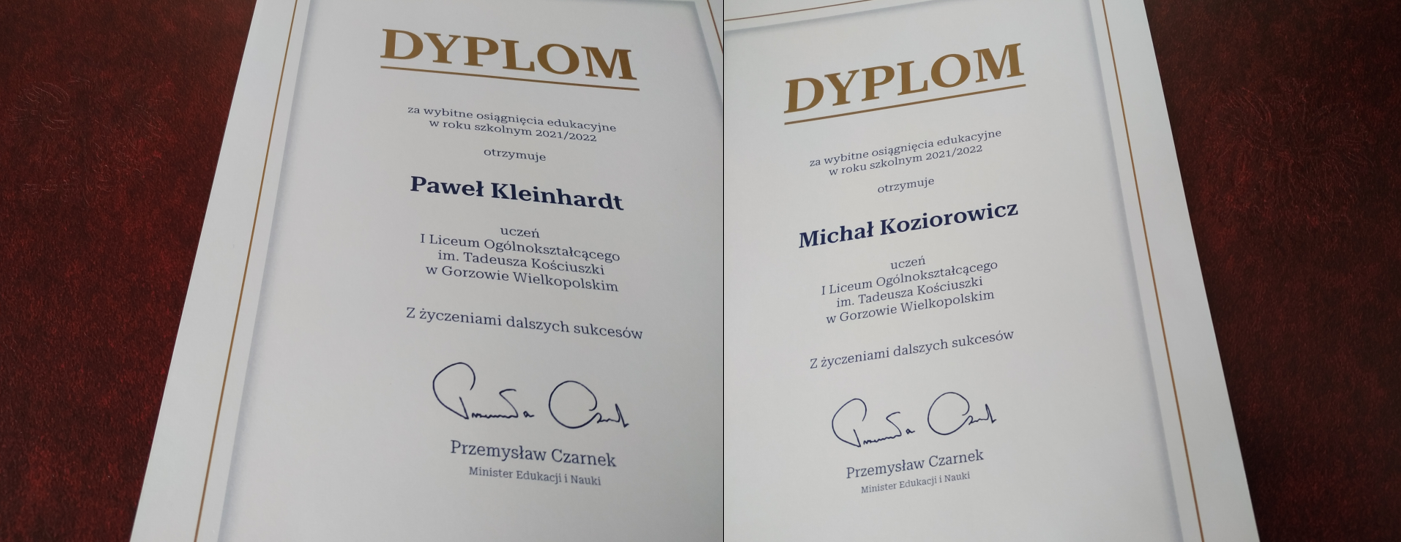 DYPLOM
za wybitne osiągnięcia edukacyjne
w roku szkolnym 2021/2022
otrzymuje
Paweł Kleinhardt
uczeń
I Liceum Ogólnokształcącego
im. Tadeusza Kościuszki
w Gorzowie Wielkopolskim
Z życzeniami dalszych sukcesów
Przemysław Czarnek
Minister Edukacji i Nauki
DYPLOM
za wybitne osiągnięcia edukacyjne
w roku szkolnym 2021/2022
otrzymuje
Michał Koziorowicz
uczeń
I Liceum Ogólnokształcącego
im. Tadeusza Kościuszki
w Gorzowie Wielkopolskim
Z życzeniami dalszych sukcesów
Przemysław Czarnek
Minister Edukacji i Nauki